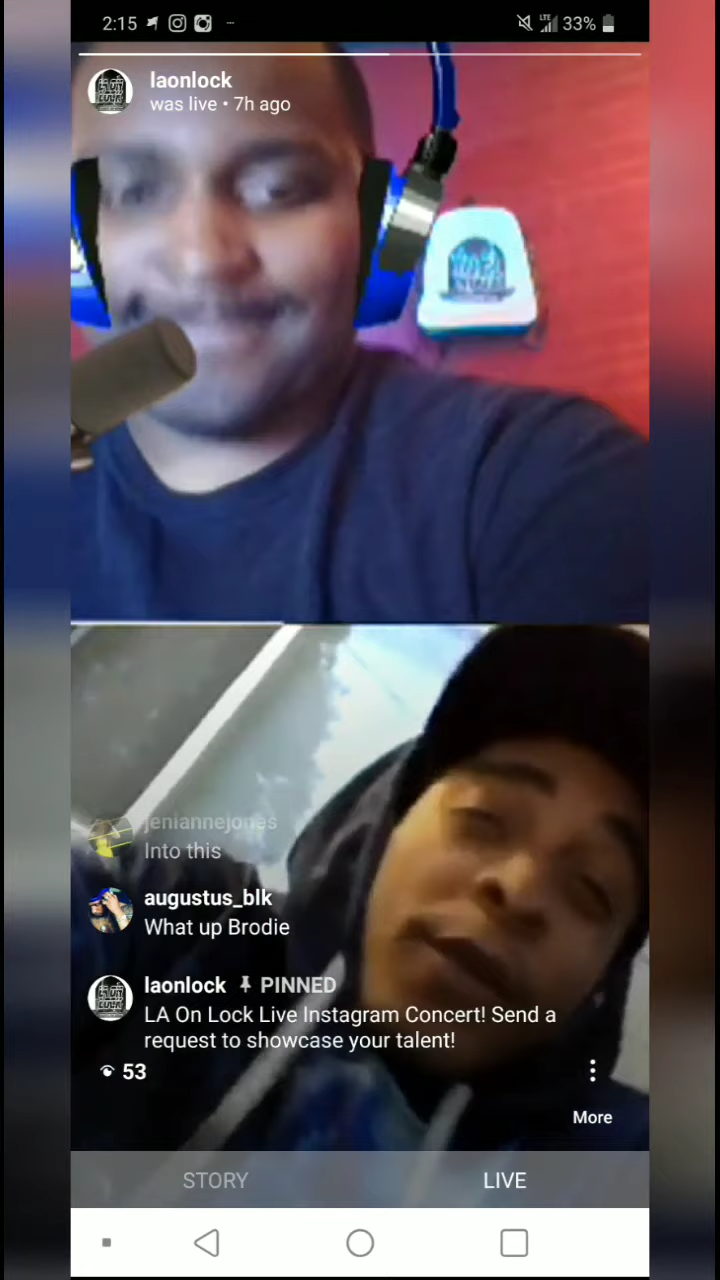 2:15
LTE
33%
laonlock
was live • 7h ago
jeniannejones
Into this
augustus_blk
What up Brodie
laonlock PINNED
LA On Lock Live Instagram Concert! Send a
request to showcase your talent!
53
More
STORY LIVE